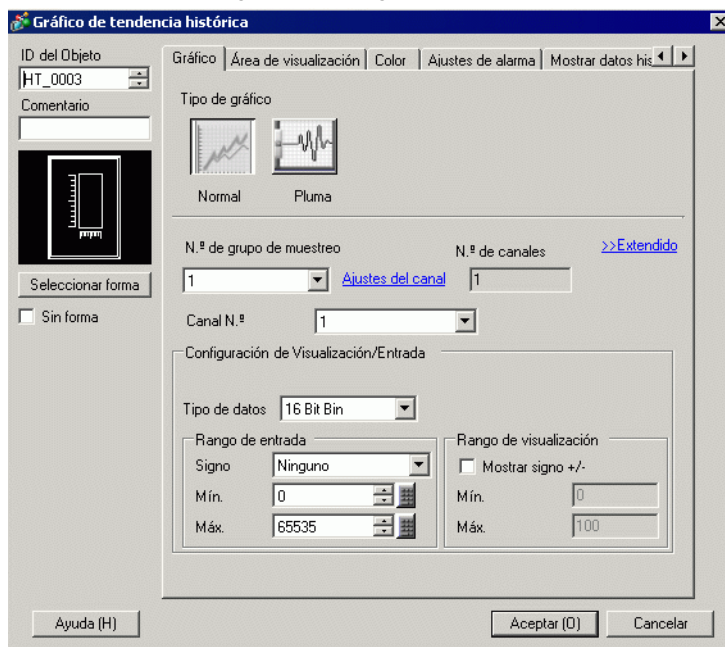 Gráfico de tendencia histórica
ID del Objeto
HT_0003
Comentario
Seleccionar forma
Sin forma
Gráfico
Área de visualización
Color
Ajustes de alarma
Mostrar datos his
Tipo de gráfico
Normal
Pluma
N.º de grupo de muestreo
N.º de canales
>>Extendido
1
Ajustes del canal
1
Canal N.º
1
Configuración de Visualización/Entrada
Tipo de datos
16 Bit Bin
Rango de entrada
Signo
Ninguno
Mín.
0
Máx.
65535
Rango de visualización
Mostrar signo +/-
Mín.
0
Máx.
100
Ayuda (H)
Aceptar (O)
Cancelar